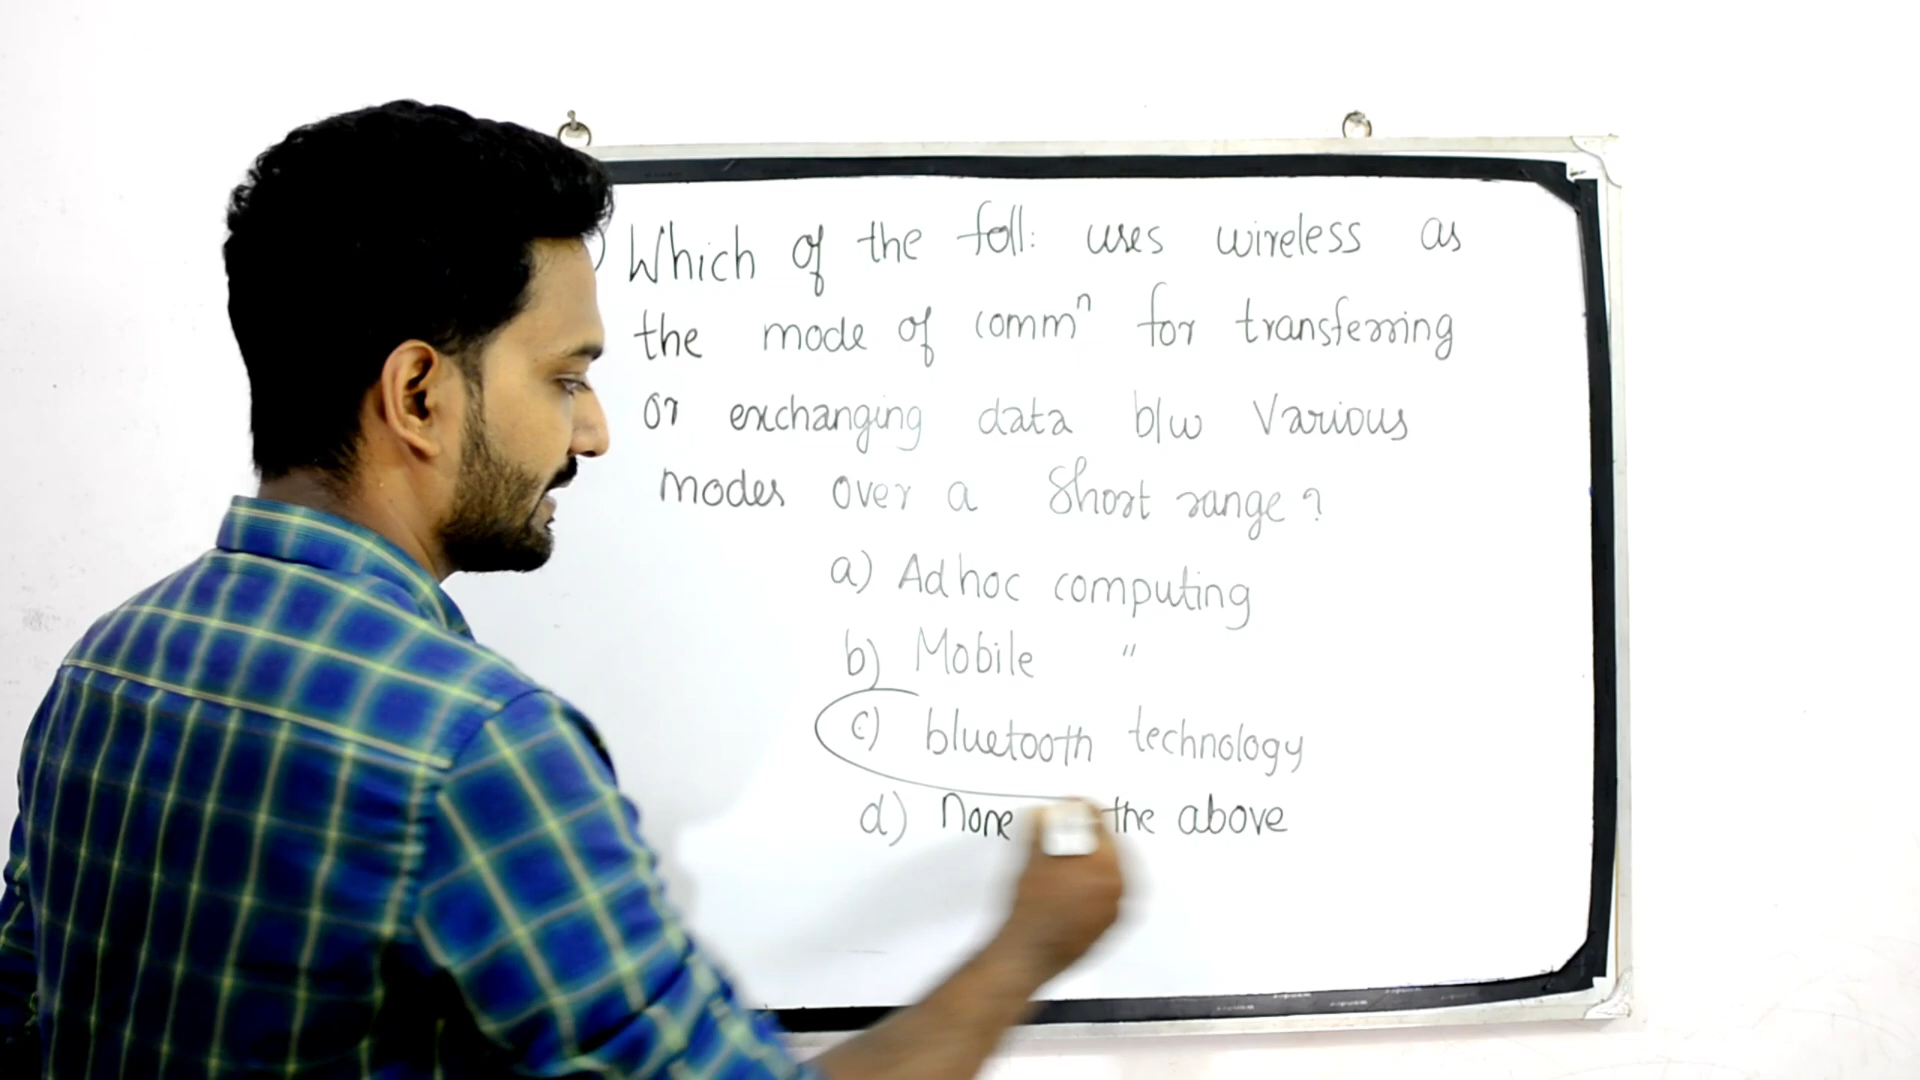 ) Which of the foll: uses wireless as
the mode of commⁿ for transferring
or exchanging data b/w Various
modes over a Short range?
a) Adhoc computing
b) Mobile "
c) bluetooth technology
d) None the above